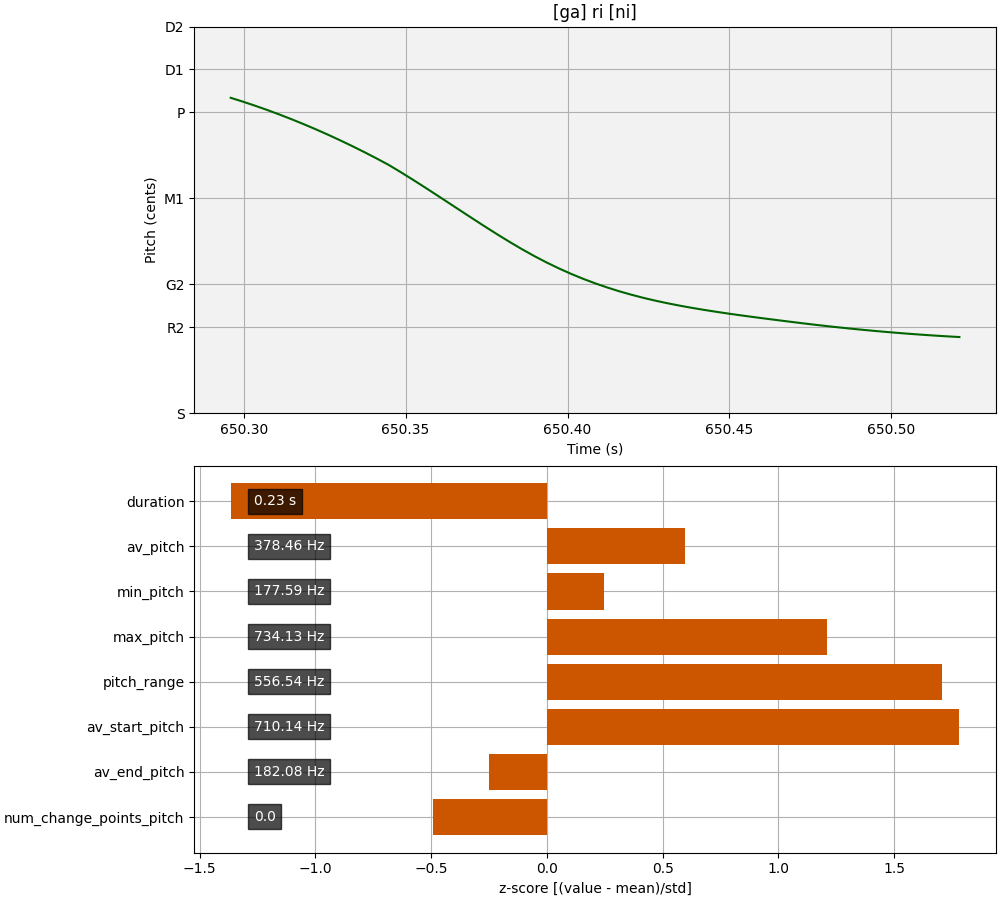 [ga] ri [ni]
D2
D1
P
M1
G2
R2
S
Pitch (cents)
650.30 650.35 650.40 650.45 650.50
Time (s)
duration 0.23 s
av_pitch 378.46 Hz
min_pitch 177.59 Hz
max_pitch 734.13 Hz
pitch_range 556.54 Hz
av_start_pitch 710.14 Hz
av_end_pitch 182.08 Hz
num_change_points_pitch 0.0
−1.5 −1.0 −0.5 0.0 0.5 1.0 1.5
z-score [(value - mean)/std]